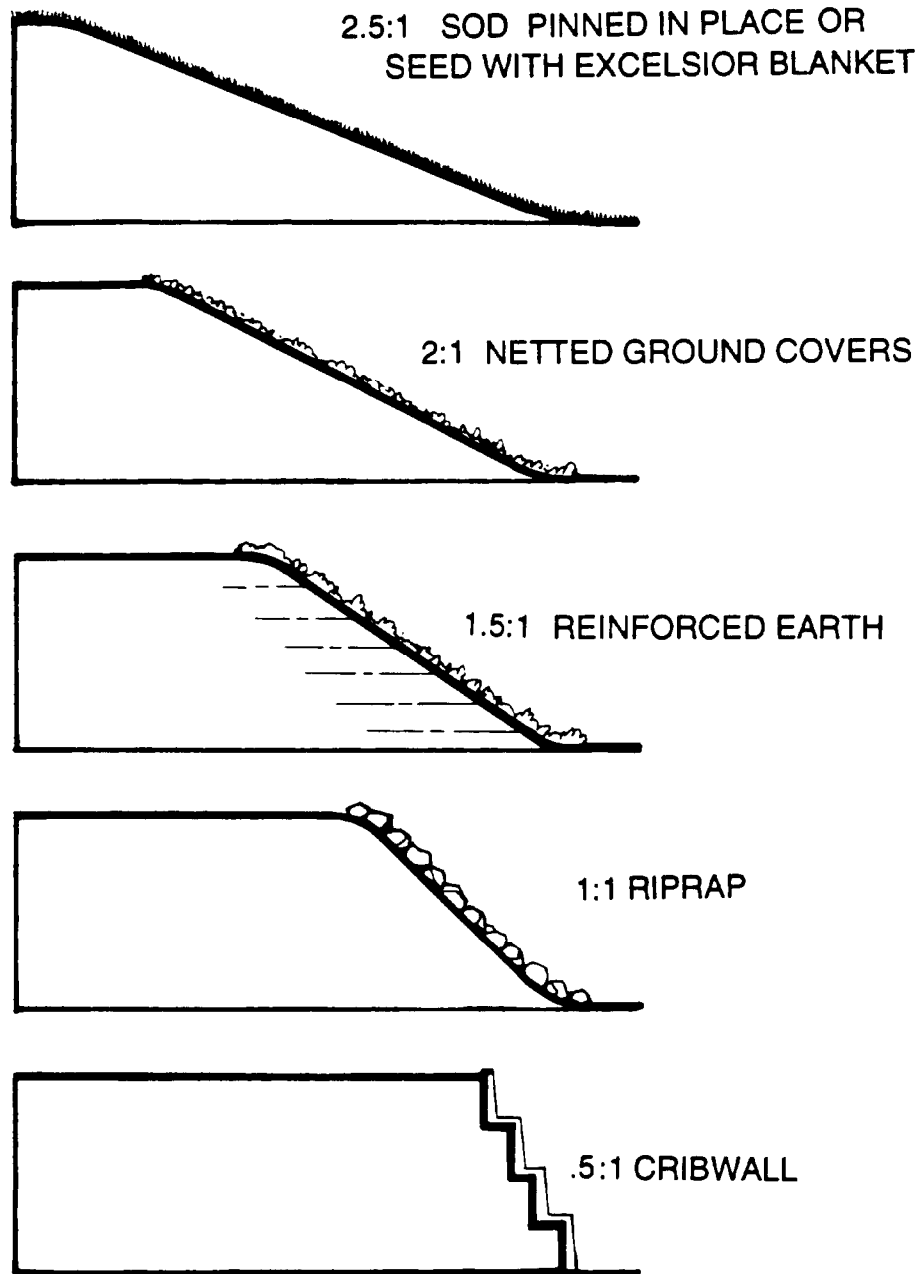 2.5:1 SOD PINNED IN PLACE OR
SEED WITH EXCELSIOR BLANKET
2:1 NETTED GROUND COVERS
1.5:1 REINFORCED EARTH
1:1 RIPRAP
.5:1 CRIBWALL